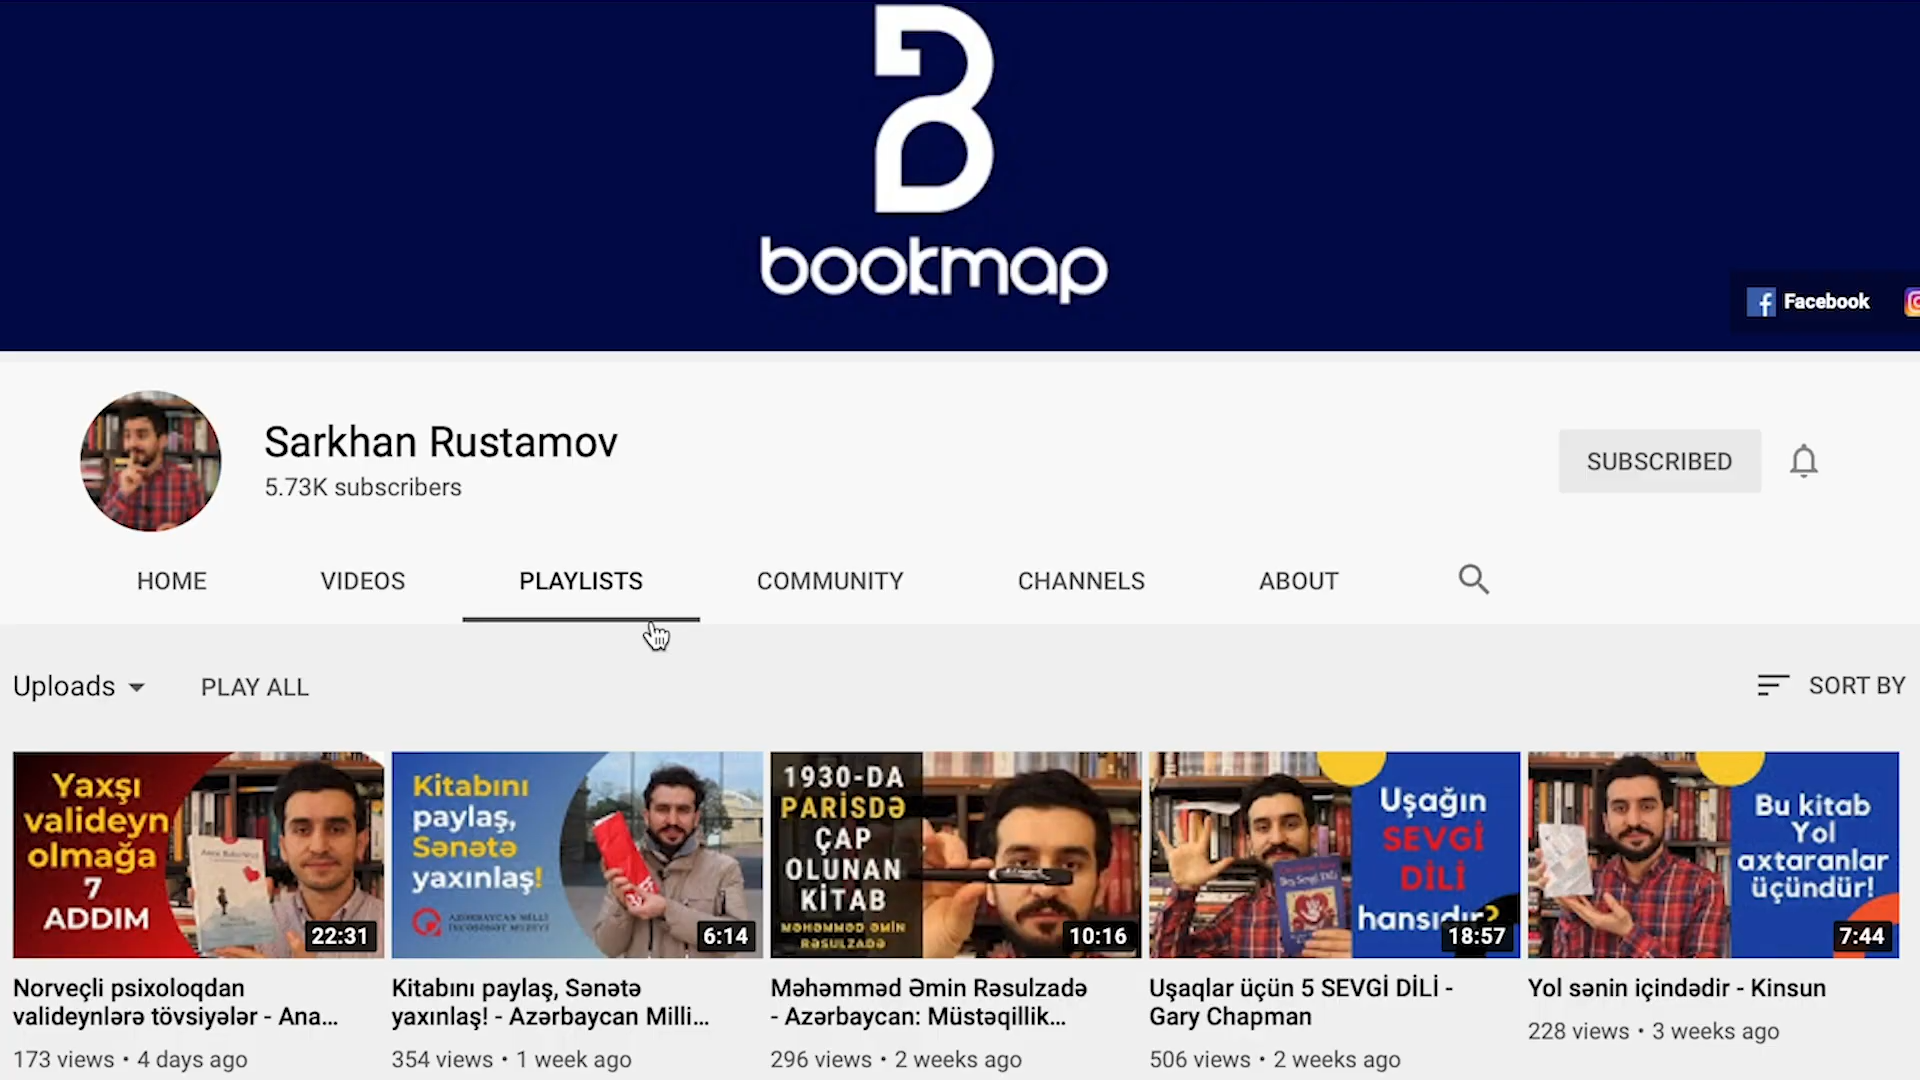 bookmap
Facebook
Sarkhan Rustamov
5.73K subscribers
SUBSCRIBED
HOME VIDEOS PLAYLISTS COMMUNITY CHANNELS ABOUT
Uploads PLAY ALL SORT BY
Yaxşı
valideyn
olmağa
7
ADDIM
22:31
Kitabını
paylaş,
Sənətə
yaxınlaş!
AZƏRBAYCAN MİLLİ
İNCƏSƏNƏT MUZEYİ
6:14
1930-DA
PARİSDƏ
ÇAP
OLUNAN
KİTAB
MƏHƏMMƏD ƏMİN
RƏSULZADƏ
10:16
Uşağın
SEVGİ
DİLİ
hansıdır?
18:57
Bu kitab
Yol
axtaranlar
üçündür!
7:44
Norveçli psixoloqdan
valideynlərə tövsiyələr - Ana...
173 views • 4 days ago
Kitabını paylaş, Sənətə
yaxınlaş! - Azərbaycan Milli...
354 views • 1 week ago
Məhəmməd Əmin Rəsulzadə
- Azərbaycan: Müstəqillik...
296 views • 2 weeks ago
Uşaqlar üçün 5 SEVGİ DİLİ -
Gary Chapman
506 views • 2 weeks ago
Yol sənin içindədir - Kinsun
228 views • 3 weeks ago